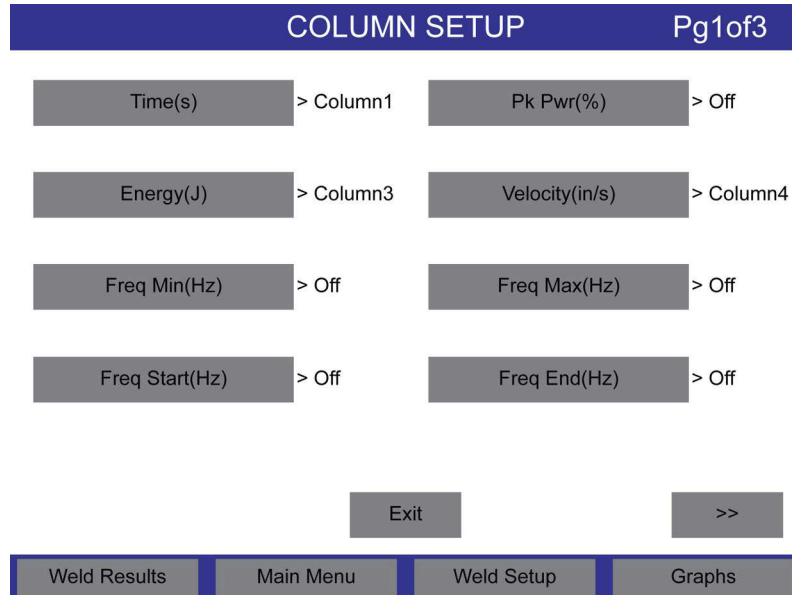 COLUMN SETUP Pg1of3
Time(s) > Column1 Pk Pwr(%) > Off
Energy(J) > Column3 Velocity(in/s) > Column4
Freq Min(Hz) > Off Freq Max(Hz) > Off
Freq Start(Hz) > Off Freq End(Hz) > Off
Exit >>
Weld Results Main Menu Weld Setup Graphs